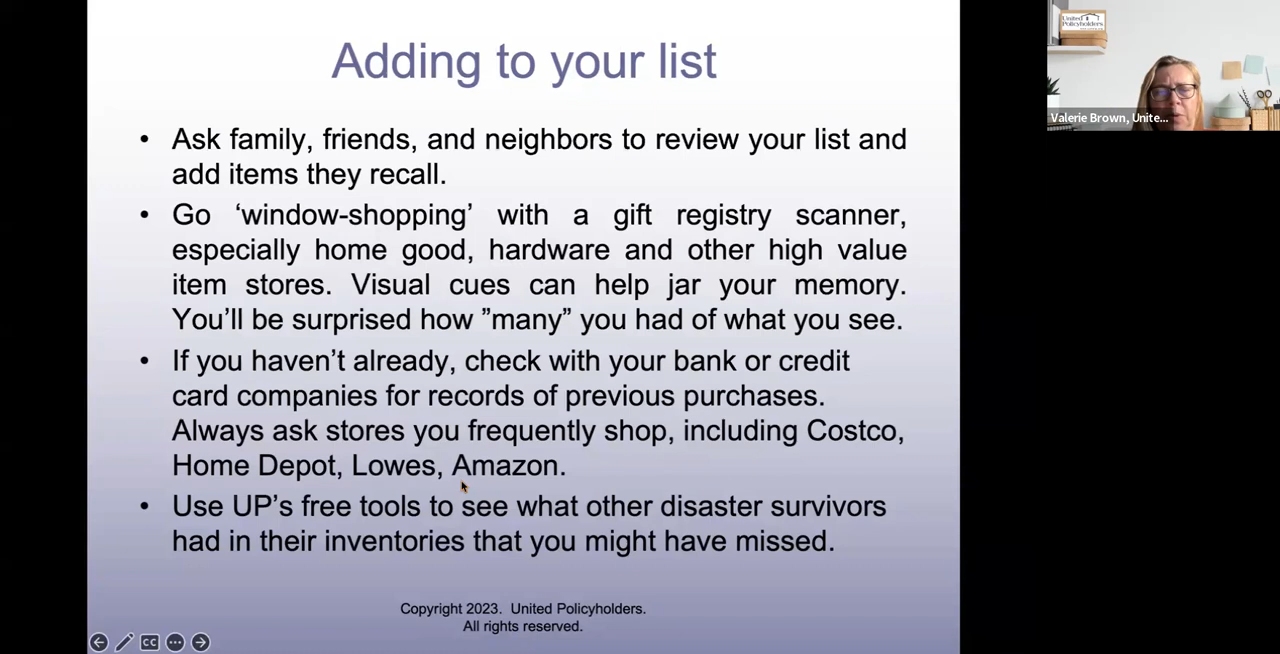 Adding to your list
• Ask family, friends, and neighbors to review your list and
add items they recall.
• Go ‘window-shopping’ with a gift registry scanner,
especially home good, hardware and other high value
item stores. Visual cues can help jar your memory.
You’ll be surprised how ”many” you had of what you see.
• If you haven’t already, check with your bank or credit
card companies for records of previous purchases.
Always ask stores you frequently shop, including Costco,
Home Depot, Lowes, Amazon.
• Use UP’s free tools to see what other disaster survivors
had in their inventories that you might have missed.
Copyright 2023. United Policyholders.
All rights reserved.
CC
United
Policyholders
Valerie Brown, Unite...